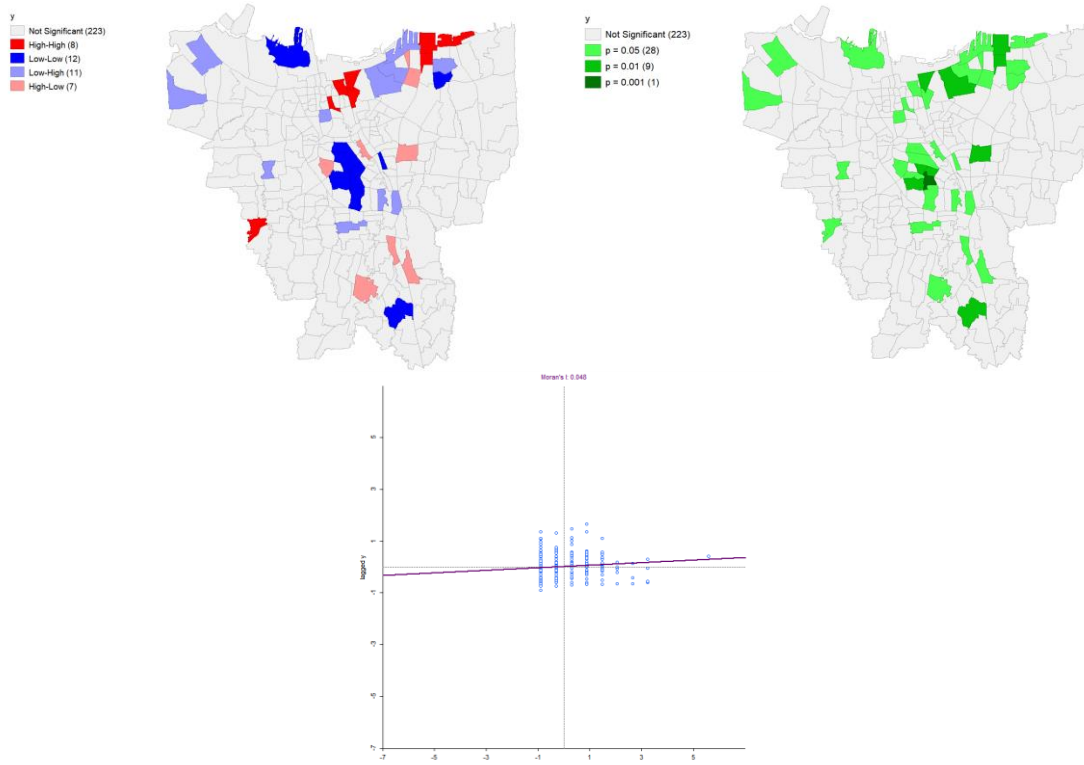 y
Not Significant (223)
High-High (8)
Low-Low (12)
Low-High (11)
High-Low (7)
y
Not Significant (223)
p = 0.05 (28)
p = 0.01 (9)
p = 0.001 (1)
Moran's I: 0.046
lagged y
5
3
1
-1
-3
-5
-7
-7
-5
-3
-1
1
3
5